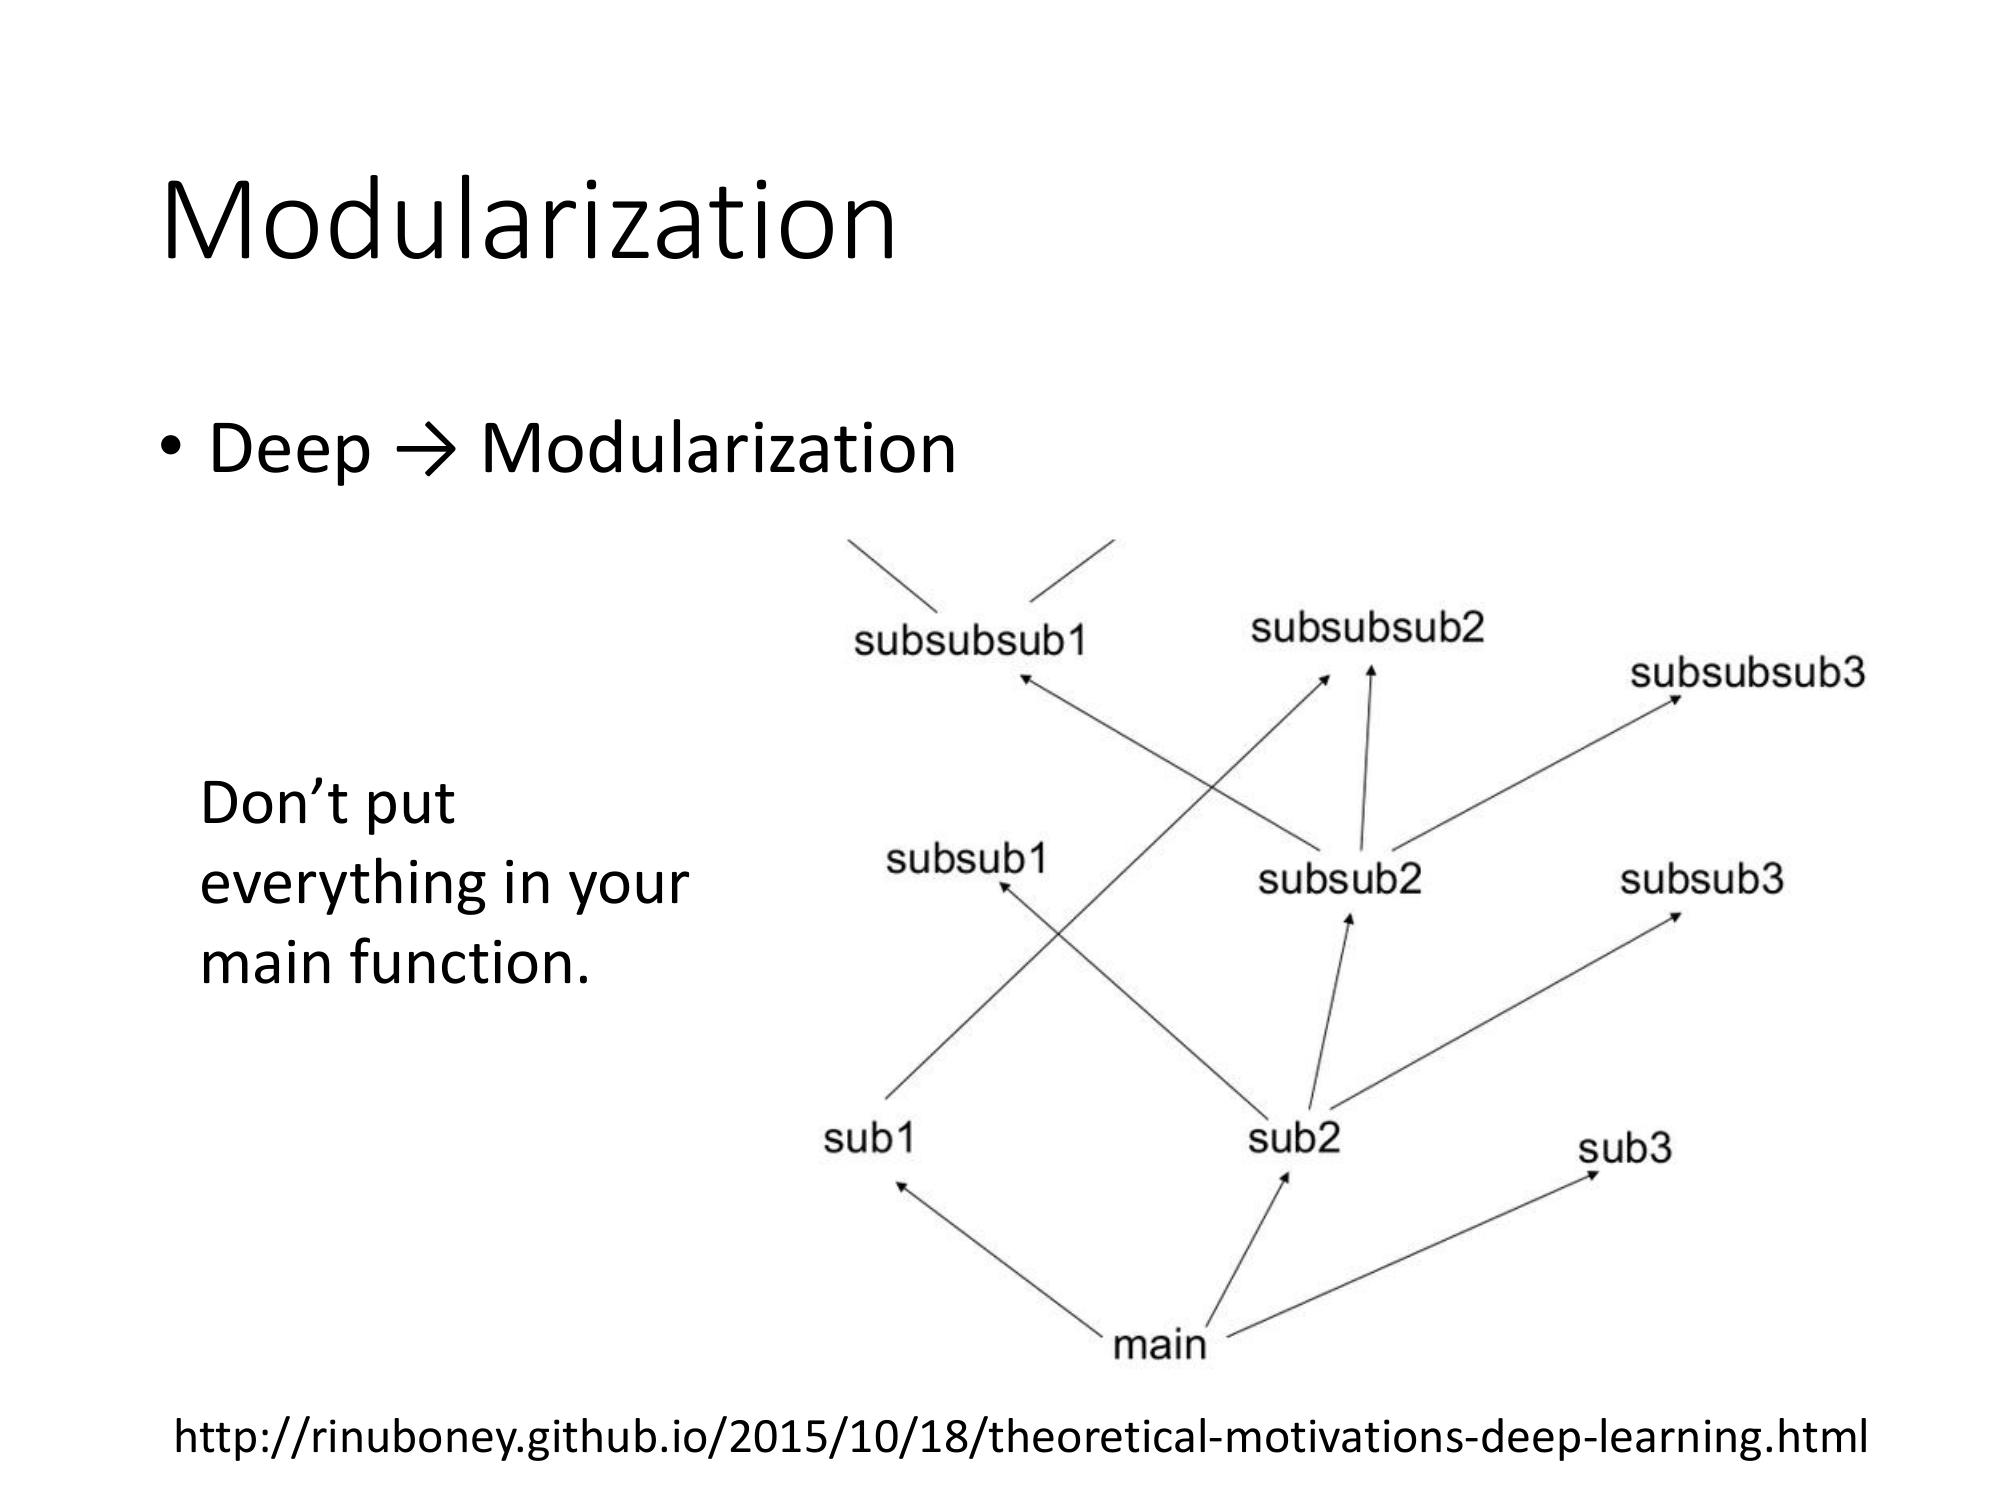 Modularization
• Deep → Modularization
subsubsub1
subsubsub2
subsubsub3
Don’t put
everything in your
main function.
subsub1
subsub2
subsub3
sub1
sub2
sub3
main
http://rinuboney.github.io/2015/10/18/theoretical-motivations-deep-learning.html